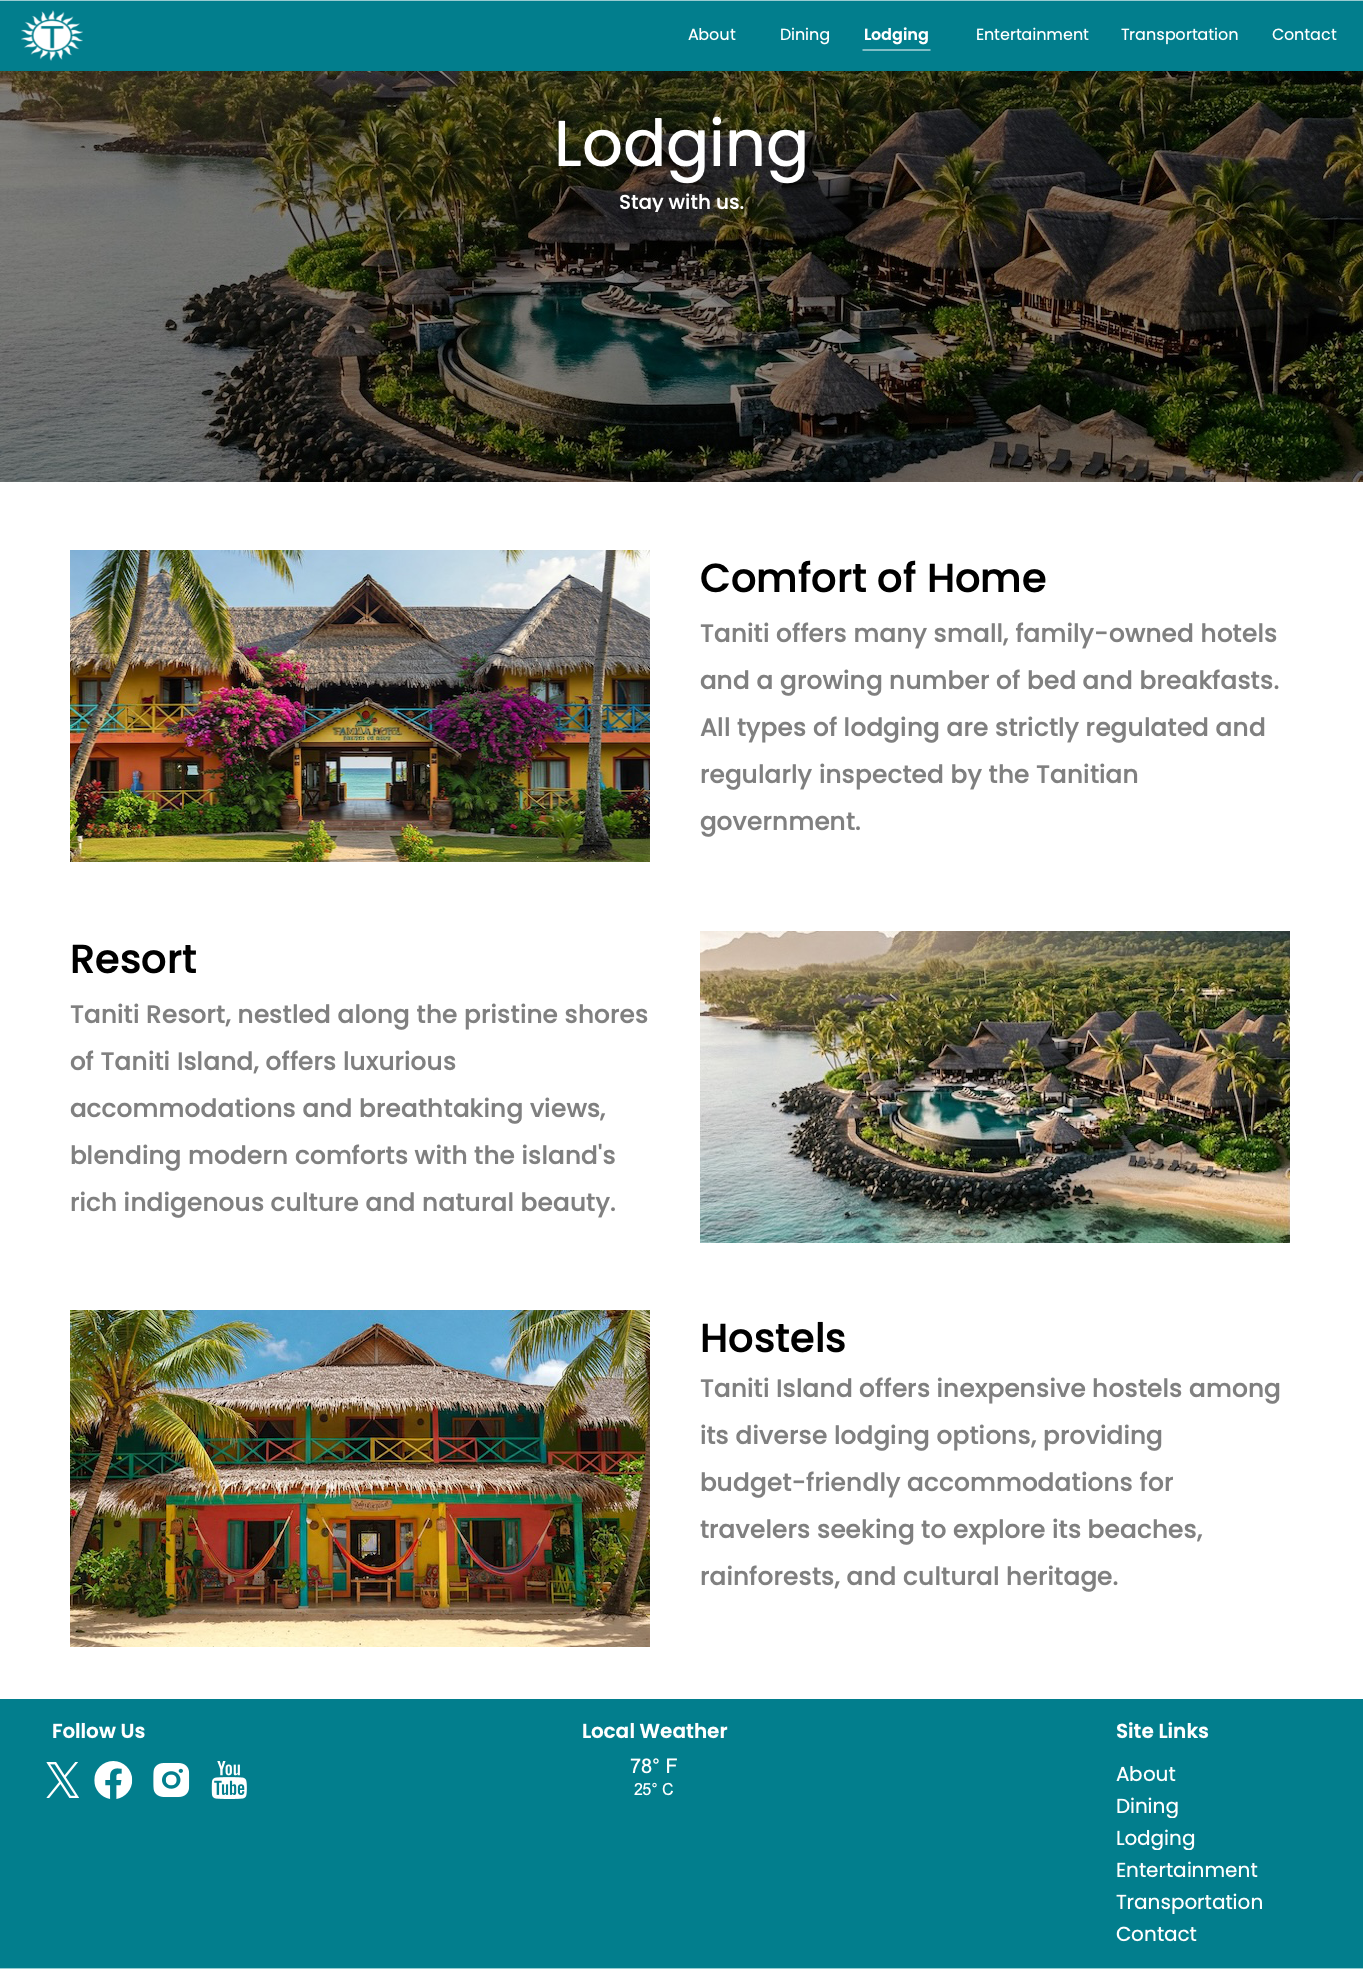 T
About Dining Lodging Entertainment Transportation Contact
Lodging
Stay with us.
Comfort of Home
Taniti offers many small, family-owned hotels
and a growing number of bed and breakfasts.
All types of lodging are strictly regulated and
regularly inspected by the Tanitian
government.
Resort
Taniti Resort, nestled along the pristine shores
of Taniti Island, offers luxurious
accommodations and breathtaking views,
blending modern comforts with the island's
rich indigenous culture and natural beauty.
Hostels
Taniti Island offers inexpensive hostels among
its diverse lodging options, providing
budget-friendly accommodations for
travelers seeking to explore its beaches,
rainforests, and cultural heritage.
Follow Us
You
Tube
Local Weather
78° F
25° C
Site Links
About
Dining
Lodging
Entertainment
Transportation
Contact